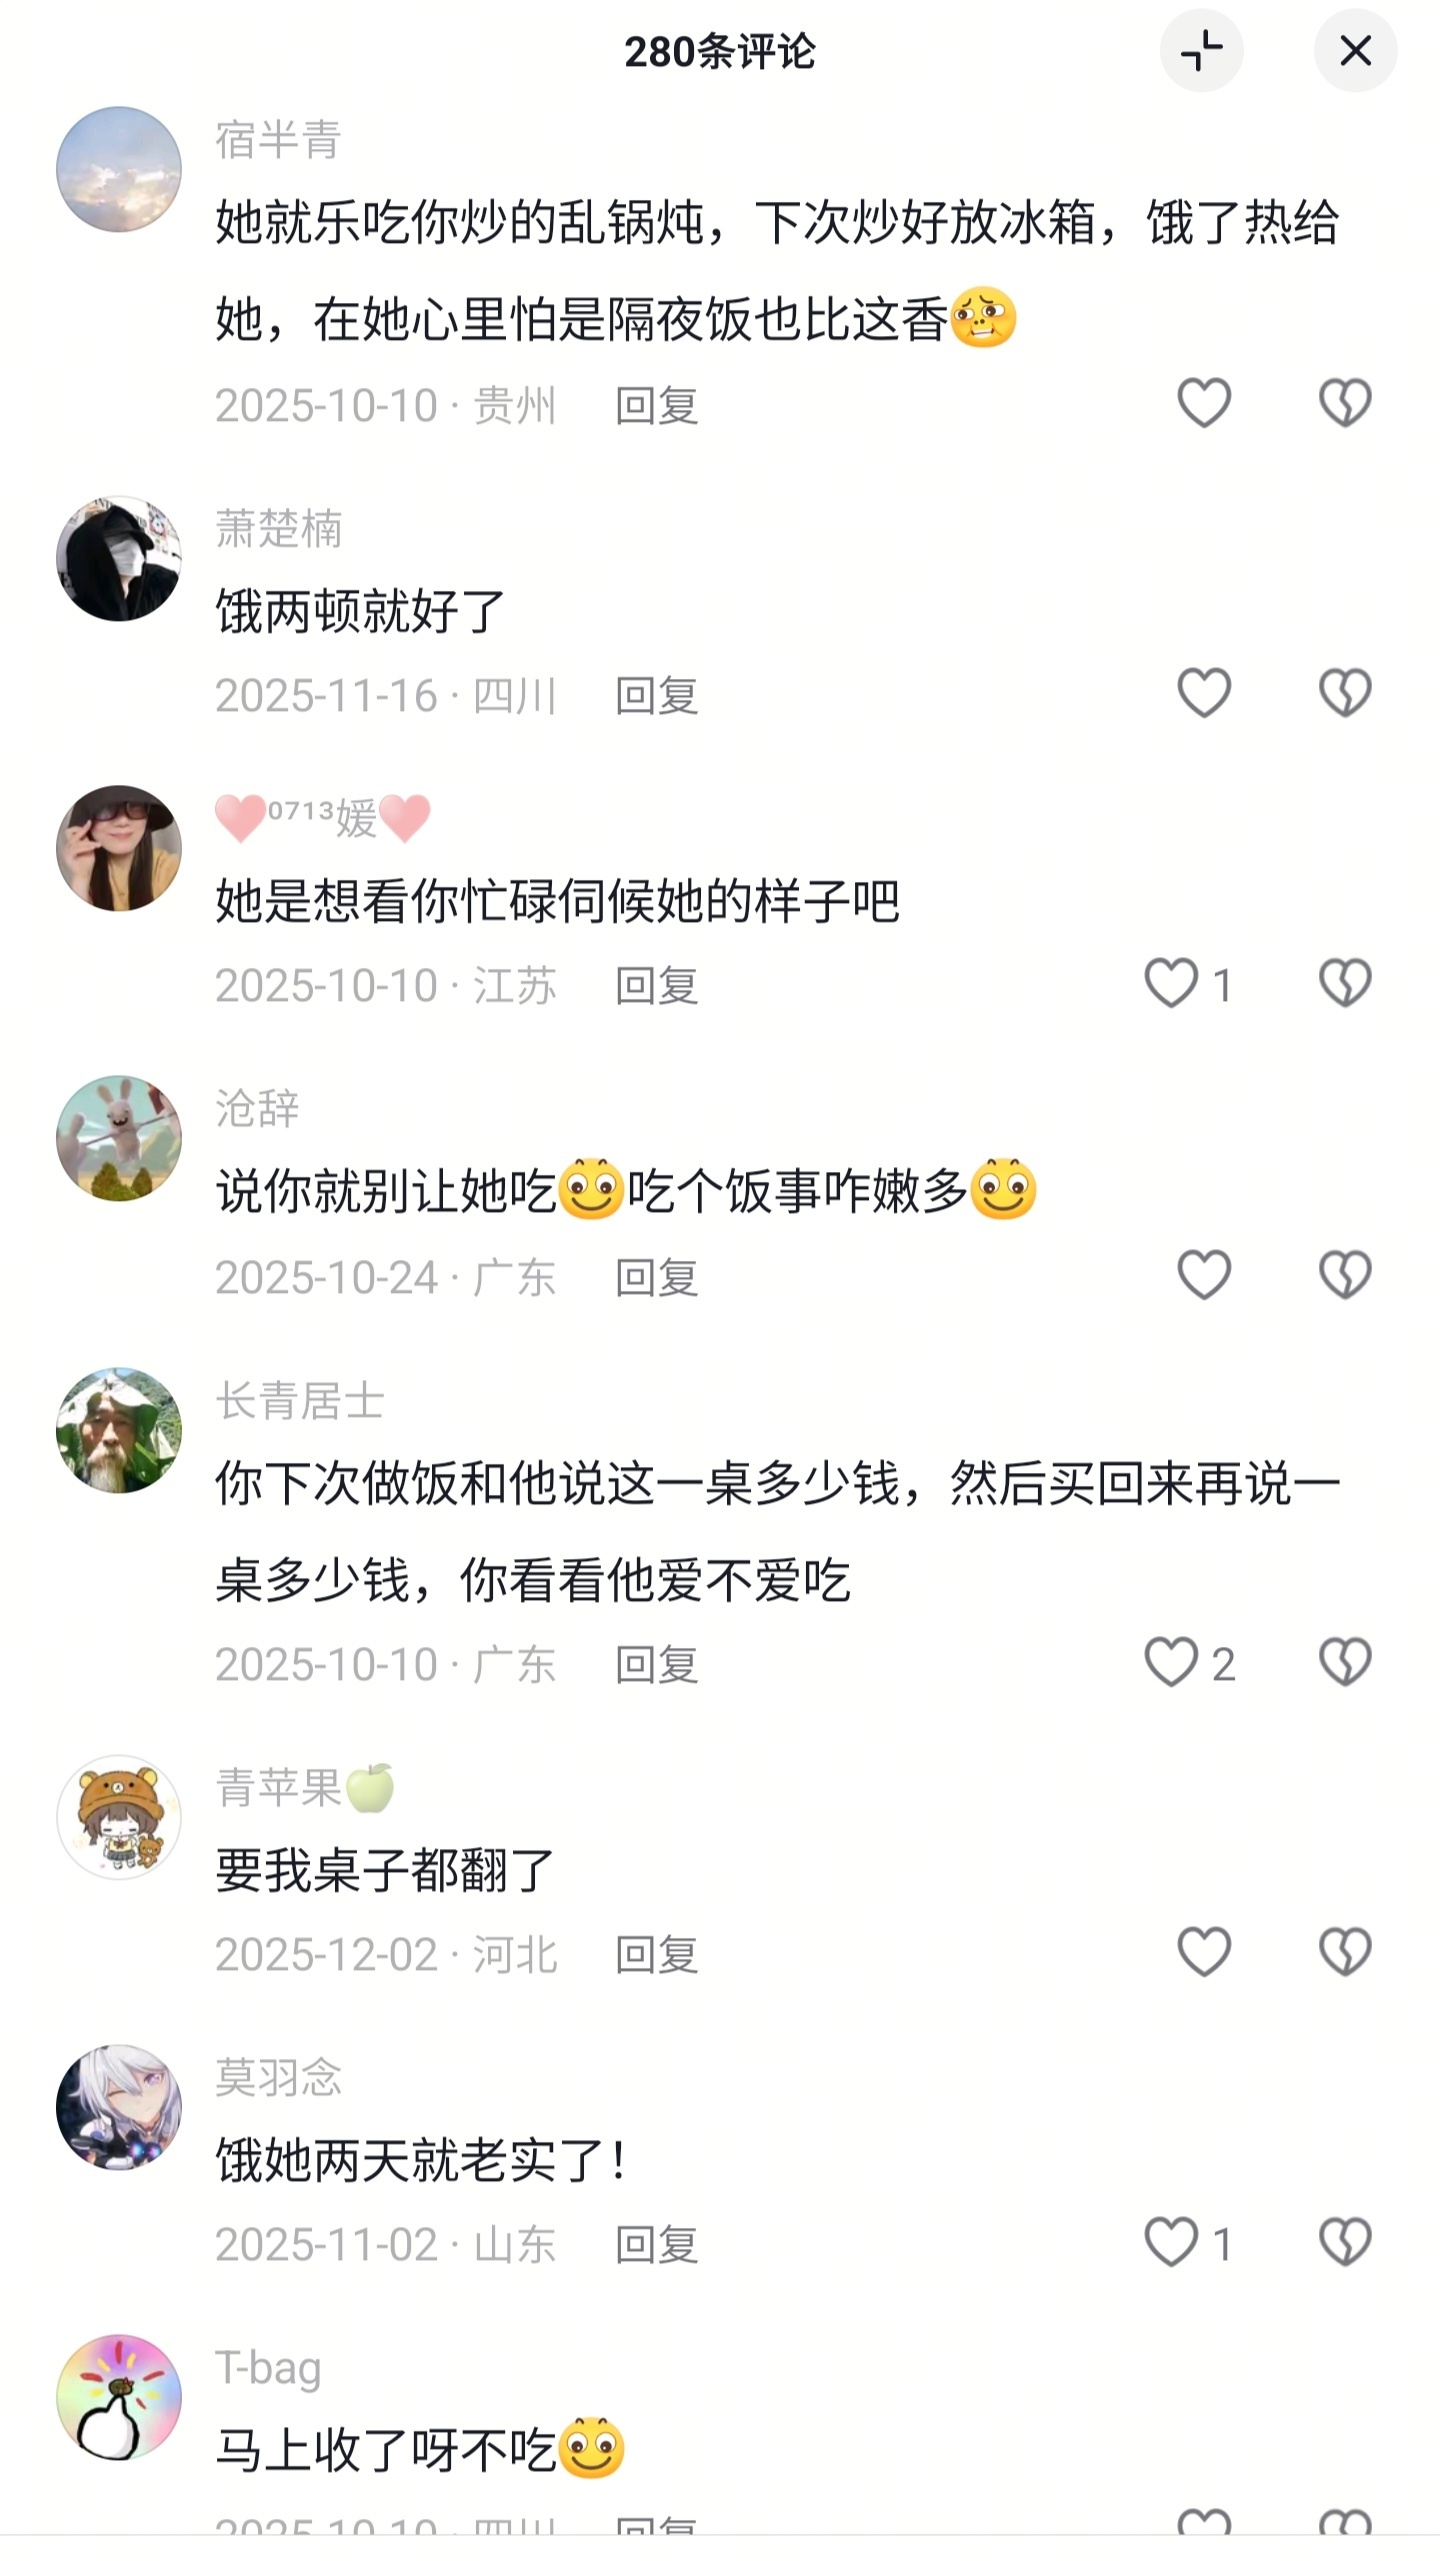 280条评论
宿半青
她就乐吃你炒的乱锅炖，下次炒好放冰箱，饿了热给
她，在她心里怕是隔夜饭也比这香
2025-10-10 · 贵州 回复
萧楚楠
饿两顿就好了
2025-11-16 · 四川 回复
❤⁰⁷¹³媛❤
她是想看你忙碌伺候她的样子吧
2025-10-10 · 江苏 回复 1
沧辞
说你就别让她吃吃个饭事咋嫩多
2025-10-24 · 广东 回复
长青居士
你下次做饭和他说这一桌多少钱，然后买回来再说一
桌多少钱，你看看他爱不爱吃
2025-10-10 · 广东 回复 2
青苹果🍏
要我桌子都翻了
2025-12-02 · 河北 回复
莫羽念
饿她两天就老实了！
2025-11-02 · 山东 回复 1
T-bag
马上收了呀不吃
2025-10-10 · 四川 回复